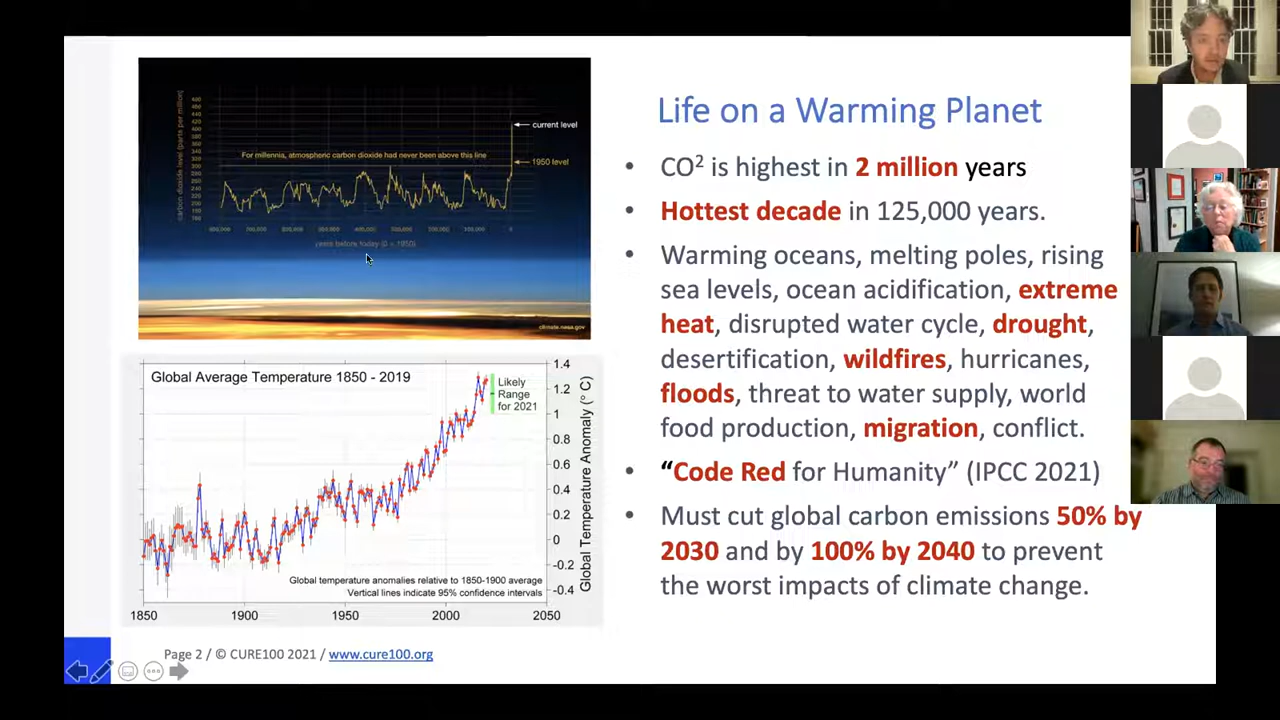 carbon dioxide level (parts per million)
480
460
440
420
400
380
360
340
320
300
280
260
240
220
200
180
160
current level
For millennia, atmospheric carbon dioxide had never been above this line
1950 level
800,000
700,000
600,000
500,000
400,000
300,000
200,000
100,000
0
years before today (0 = 1950)
climate.nasa.gov
Global Average Temperature 1850 - 2019
Likely
Range
for 2021
1.4
1.2
1
0.8
0.6
0.4
0.2
0
-0.2
-0.4
Global Temperature Anomaly (° C)
Global temperature anomalies relative to 1850-1900 average
Vertical lines indicate 95% confidence intervals
1850
1900
1950
2000
2050
Life on a Warming Planet
• CO² is highest in 2 million years
• Hottest decade in 125,000 years.
• Warming oceans, melting poles, rising
sea levels, ocean acidification, extreme
heat, disrupted water cycle, drought,
desertification, wildfires, hurricanes,
floods, threat to water supply, world
food production, migration, conflict.
• “Code Red for Humanity” (IPCC 2021)
• Must cut global carbon emissions 50% by
2030 and by 100% by 2040 to prevent
the worst impacts of climate change.
Page 2 / © CURE100 2021 / www.cure100.org